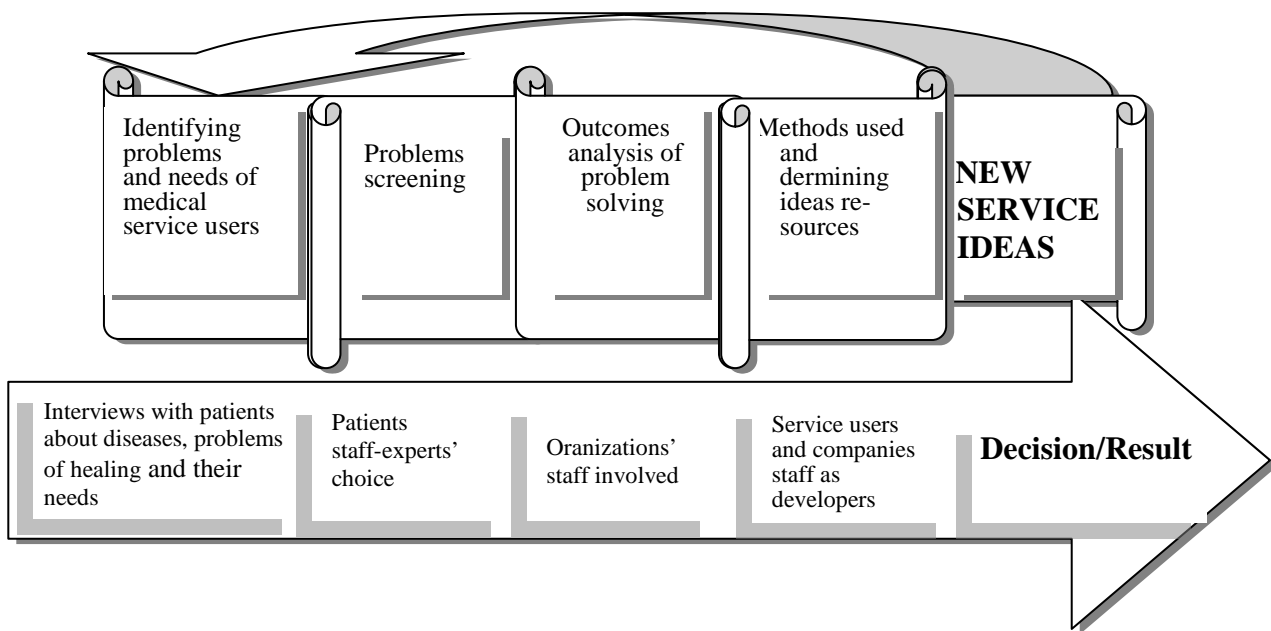 Identifying
problems
and needs of
medical
service users
Problems
screening
Outcomes
analysis of
problem
solving
Methods used
and
dermining
ideas re-
sources
NEW
SERVICE
IDEAS
Interviews with patients
about diseases, problems
of healing and their
needs
Patients
staff-experts’
choice
Oranizations’
staff involved
Service users
and companies
staff as
developers
Decision/Result